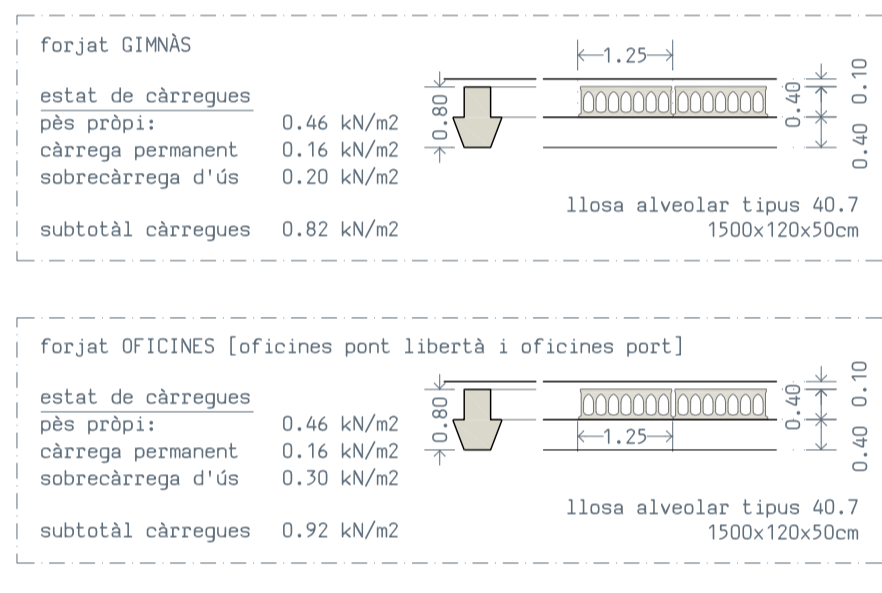 forjat GIMNÀS
estat de càrregues
pès pròpi: 0.46 kN/m2
càrrega permanent 0.16 kN/m2
sobrecàrrega d'ús 0.20 kN/m2
subtotàl càrregues 0.82 kN/m2
0.80
1.25
0.40
0.10
0.40
llosa alveolar tipus 40.7
1500x120x50cm
forjat OFICINES [oficines pont libertà i oficines port]
estat de càrregues
pès pròpi: 0.46 kN/m2
càrrega permanent 0.16 kN/m2
sobrecàrrega d'ús 0.30 kN/m2
subtotàl càrregues 0.92 kN/m2
0.80
1.25
0.40
0.10
0.40
llosa alveolar tipus 40.7
1500x120x50cm